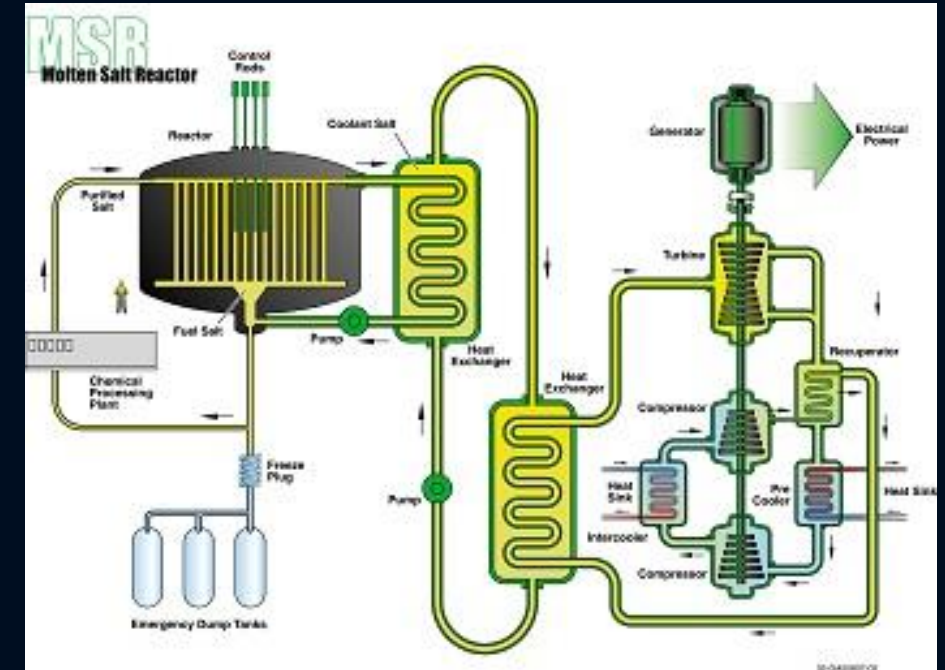 MSR
Molten Salt Reactor
Control
Rods
Reactor
Coolant Salt
Purified
Salt
Fuel Salt
Pump
Heat
Exchanger
□□□□□
Chemical
Processing
Plant
Freeze
Plug
Emergency Dump Tanks
Pump
Heat
Exchanger
Generator
Electrical
Power
Turbine
Recuperator
Compressor
Heat
Sink
Pre
Cooler
Heat Sink
Intercooler
Compressor